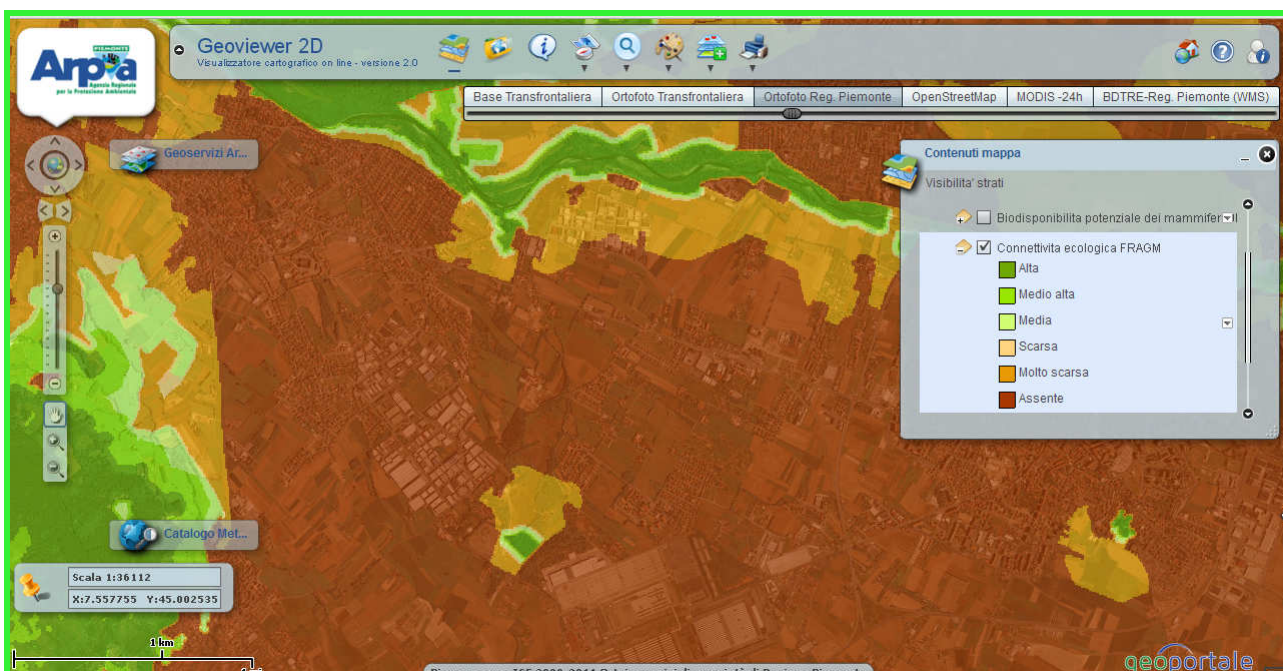 PIEMONTE
Arpa
Agenzia Regionale
per la Protezione Ambientale
Geoviewer 2D
Visualizzatore cartografico on line - versione 2.0
Base Transfrontaliera
Ortofoto Transfrontaliera
Ortofoto Reg. Piemonte
OpenStreetMap
MODIS -24h
BDTRE-Reg. Piemonte (WMS)
Geoservizi Ar...
Contenuti mappa
Visibilita' strati
Biodisponibilita potenziale dei mammiferi
Connettivita ecologica FRAGM
Alta
Medio alta
Media
Scarsa
Molto scarsa
Assente
Catalogo Met...
Scala 1:36112
X:7.557755 Y:45.002535
1 km
geoportale